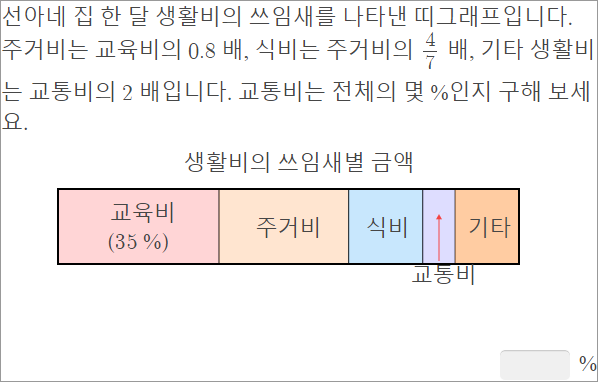 선아네 집 한 달 생활비의 쓰임새를 나타낸 띠그래프입니다.
주거비는 교육비의 0.8 배, 식비는 주거비의 4/7 배, 기타 생활비
는 교통비의 2 배입니다. 교통비는 전체의 몇 %인지 구해 보세
요.
생활비의 쓰임새별 금액
교육비
(35 %)
주거비
식비
기타
교통비
%